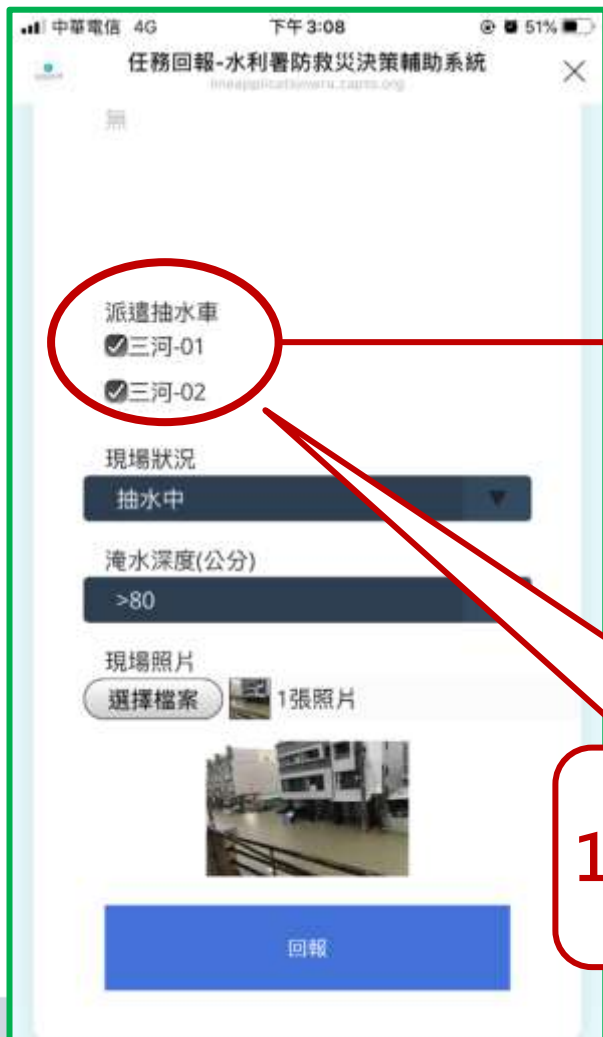 中華電信 4G 下午3:08 51%
任務回報-水利署防救災決策輔助系統
無
派遣抽水車
三河-01
三河-02
現場狀況
抽水中
淹水深度(公分)
>80
現場照片
選擇檔案 1張照片
回報
1